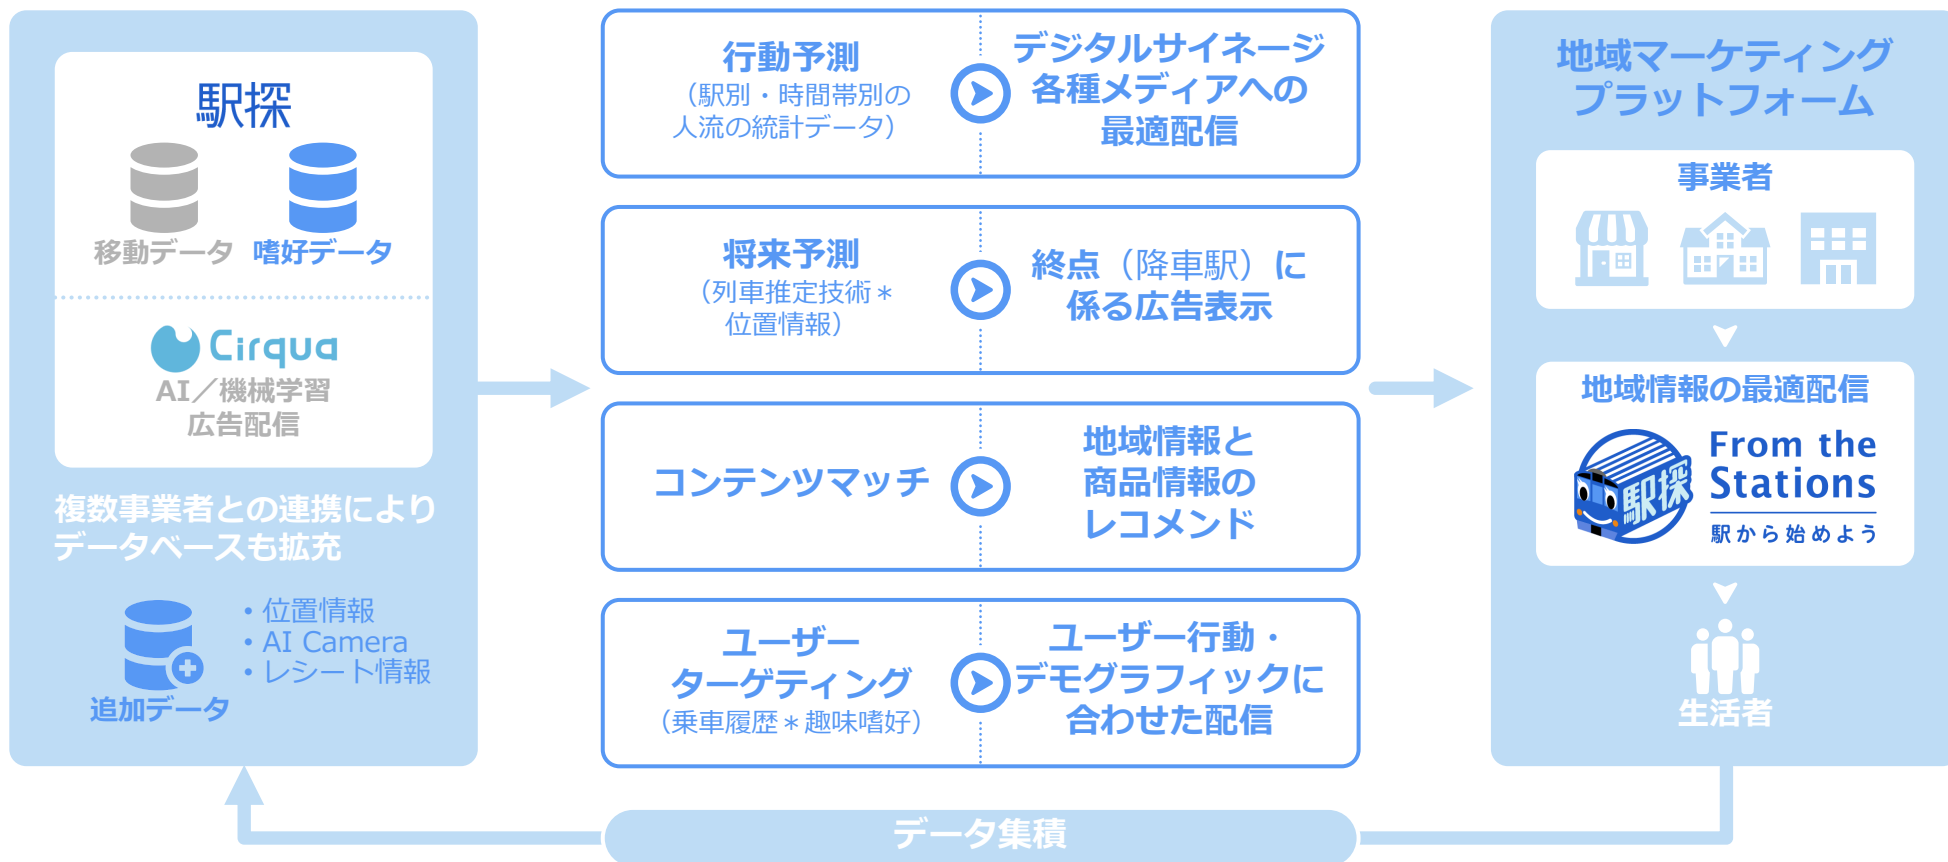 駅探
移動データ
嗜好データ
Cirqua
AI／機械学習
広告配信
複数事業者との連携により
データベースも拡充
・位置情報
・AI Camera
・レシート情報
追加データ
行動予測
（駅別・時間帯別の
人流の統計データ）
デジタルサイネージ
各種メディアへの
最適配信
将来予測
（列車推定技術＊
位置情報）
終点（降車駅）に
係る広告表示
コンテンツマッチ
地域情報と
商品情報の
レコメンド
ユーザー
ターゲティング
（乗車履歴＊趣味嗜好）
ユーザー行動・
デモグラフィックに
合わせた配信
地域マーケティング
プラットフォーム
事業者
地域情報の最適配信
駅探
From the
Stations
駅から始めよう
生活者
データ集積